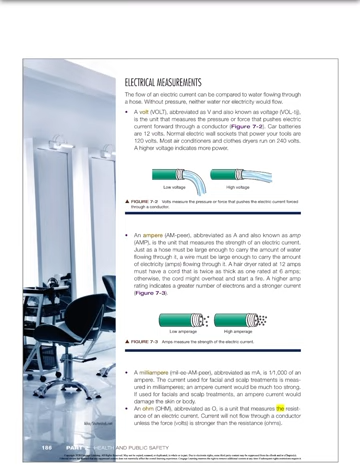 ELECTRICAL MEASUREMENTS
The flow of an electric current can be compared to water flowing through
a hose. Without pressure, neither water nor electricity would flow.
• A volt (VOLT), abbreviated as V and also known as voltage (VOL-tij),
is the unit that measures the pressure or force that pushes electric
current forward through a conductor (Figure 7-2). Car batteries
are 12 volts. Normal electric wall sockets that power your tools are
120 volts. Most air conditioners and clothes dryers run on 240 volts.
A higher voltage indicates more power.
Low voltage
High voltage
▲ FIGURE 7-2 Volts measure the pressure or force that pushes the electric current forward
through a conductor.
• An ampere (AM-peer), abbreviated as A and also known as amp
(AMP), is the unit that measures the strength of an electric current.
Just as a hose must be large enough to carry the amount of water
flowing through it, a wire must be large enough to carry the amount
of electricity (amps) flowing through it. A hair dryer rated at 12 amps
must have a cord that is twice as thick as one rated at 6 amps;
otherwise, the cord might overheat and start a fire. A higher amp
rating indicates a greater number of electrons and a stronger current
(Figure 7-3).
Low amperage
High amperage
▲ FIGURE 7-3 Amps measure the strength of the electric current.
• A milliampere (mil-ee-AM-peer), abbreviated as mA, is 1/1,000 of an
ampere. The current used for facial and scalp treatments is meas-
ured in milliamperes; an ampere current would be much too strong.
If used for facials and scalp treatments, an ampere current would
damage the skin or body.
• An ohm (OHM), abbreviated as O, is a unit that measures the resist-
ance of an electric current. Current will not flow through a conductor
unless the force (volts) is stronger than the resistance (ohms).
186 PART 2 HEALTH AND PUBLIC SAFETY